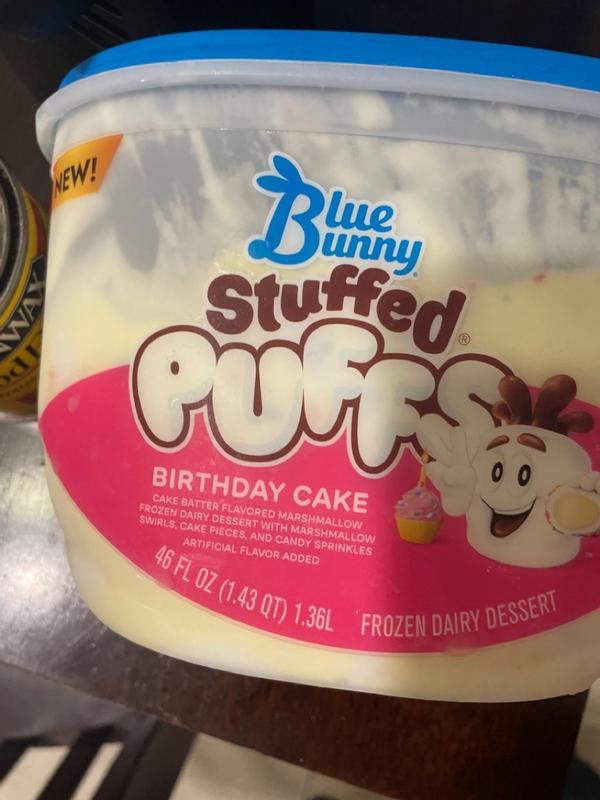 NEW!
Blue
Bunny
Stuffed®
PUFFS
BIRTHDAY CAKE
CAKE BATTER FLAVORED MARSHMALLOW
FROZEN DAIRY DESSERT WITH MARSHMALLOW
SWIRLS, CAKE PIECES, AND CANDY SPRINKLES
ARTIFICIAL FLAVOR ADDED
46 FL OZ (1.43 QT) 1.36L
FROZEN DAIRY DESSERT